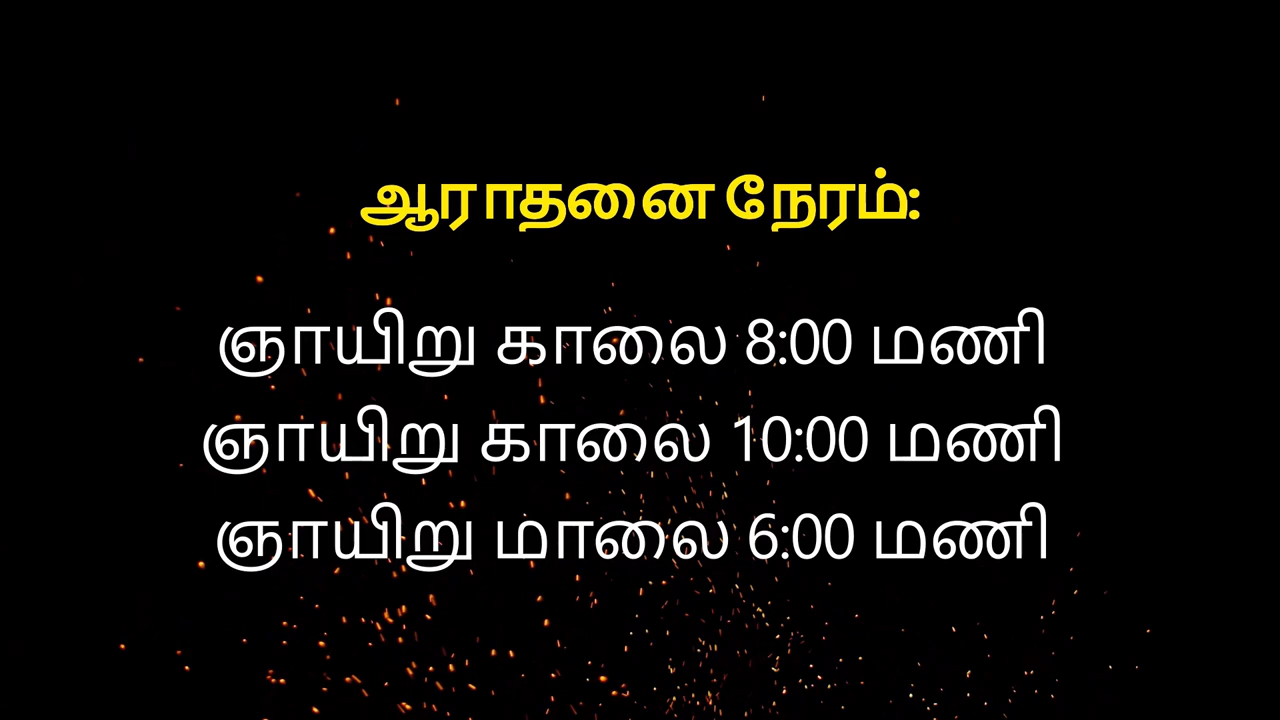 ஆராதனை நேரம்:
ஞாயிறு காலை 8:00 மணி
ஞாயிறு காலை 10:00 மணி
ஞாயிறு மாலை 6:00 மணி